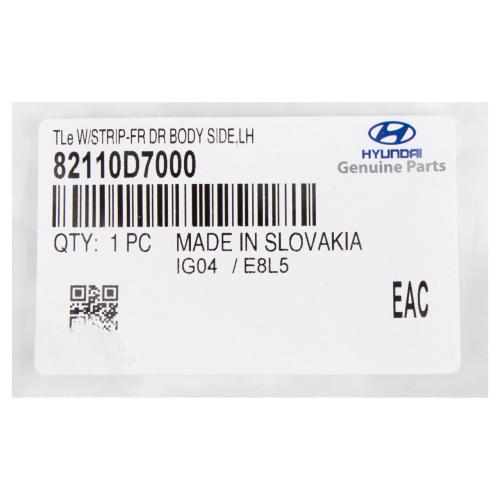 TLe W/STRIP-FR DR BODY SIDE,LH
82110D7000
HYUNDAI
Genuine Parts
QTY: 1 PC MADE IN SLOVAKIA
IG04 / E8L5
EAC